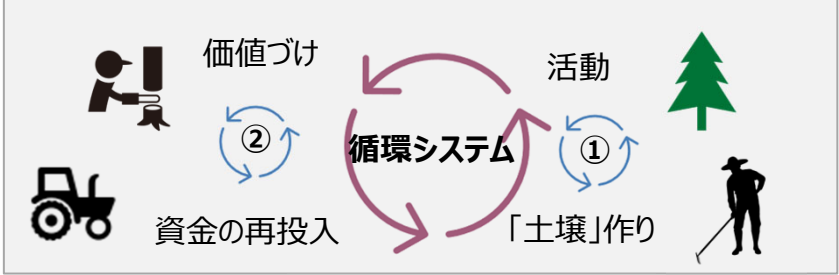 価値づけ
活動
②
循環システム
①
資金の再投入
「土壌」作り